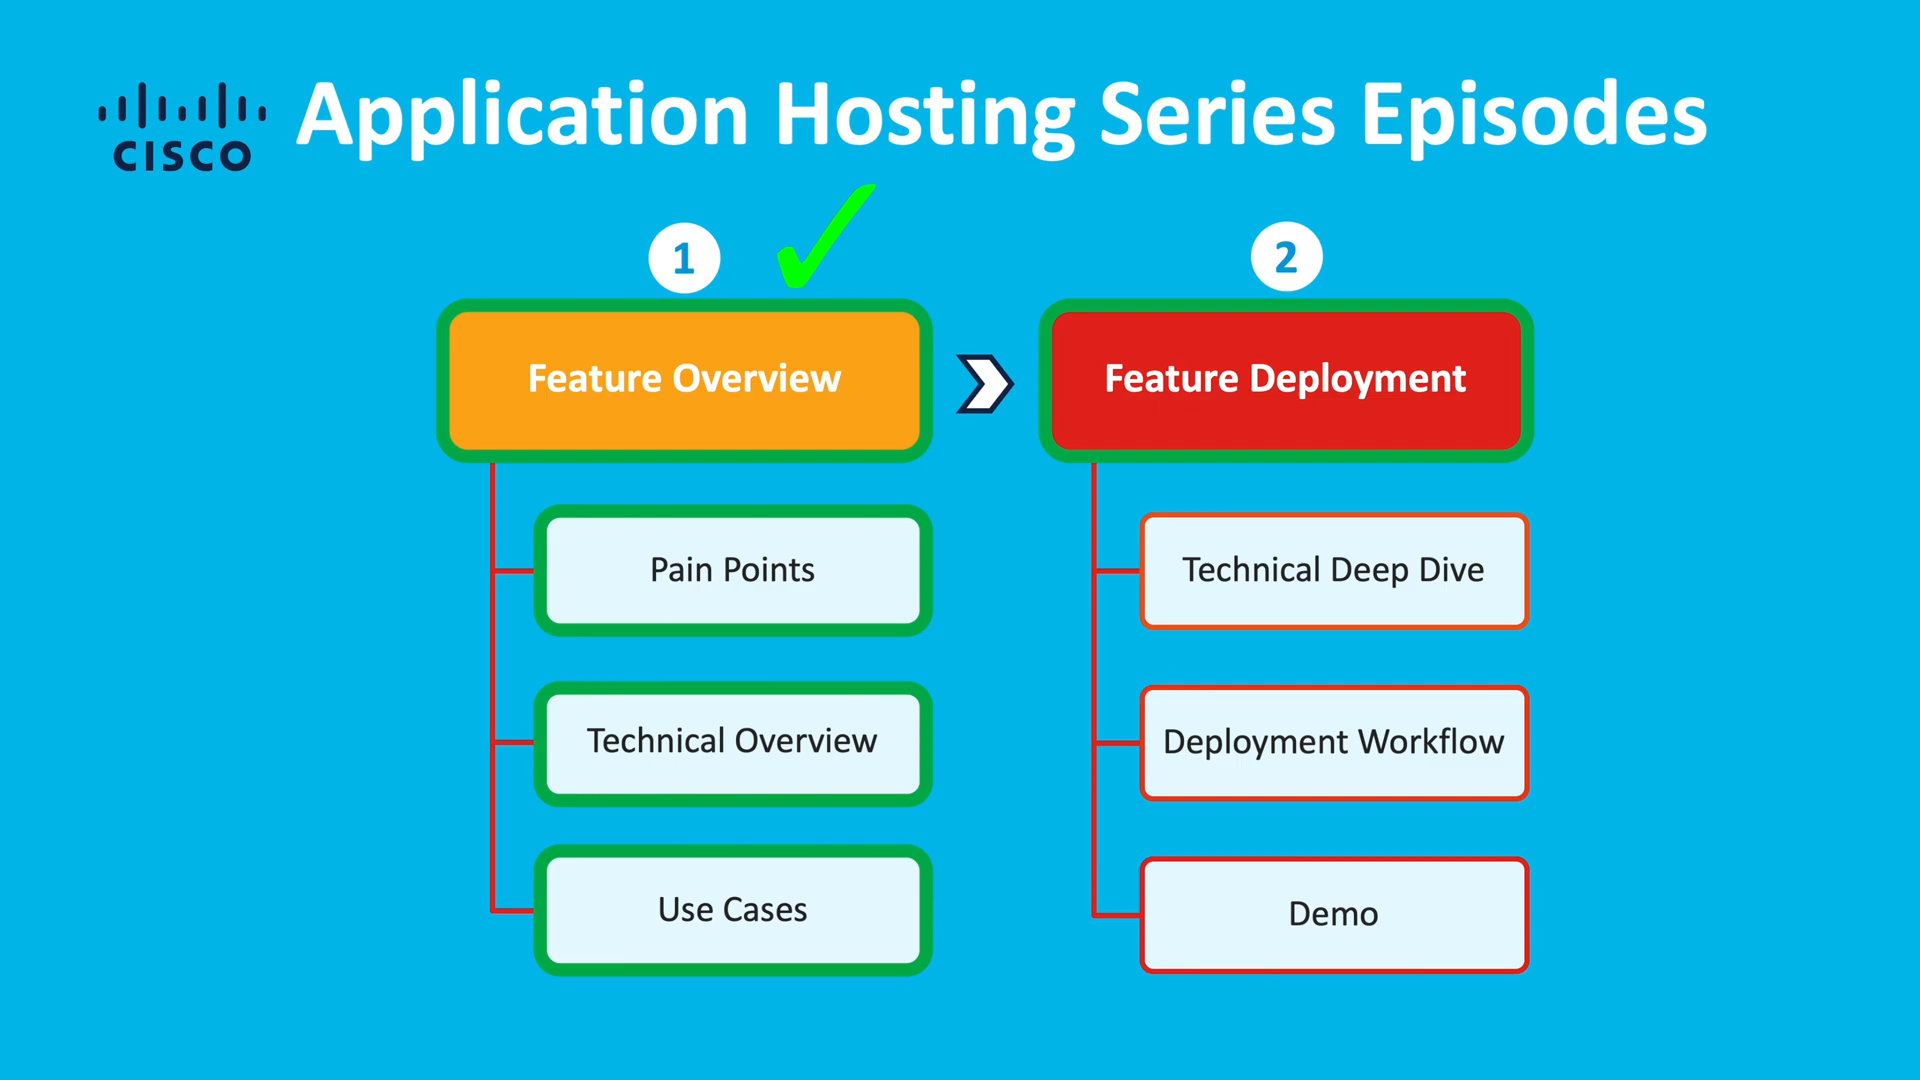 CISCO
Application Hosting Series Episodes
1
Feature Overview
Pain Points
Technical Overview
Use Cases
2
Feature Deployment
Technical Deep Dive
Deployment Workflow
Demo